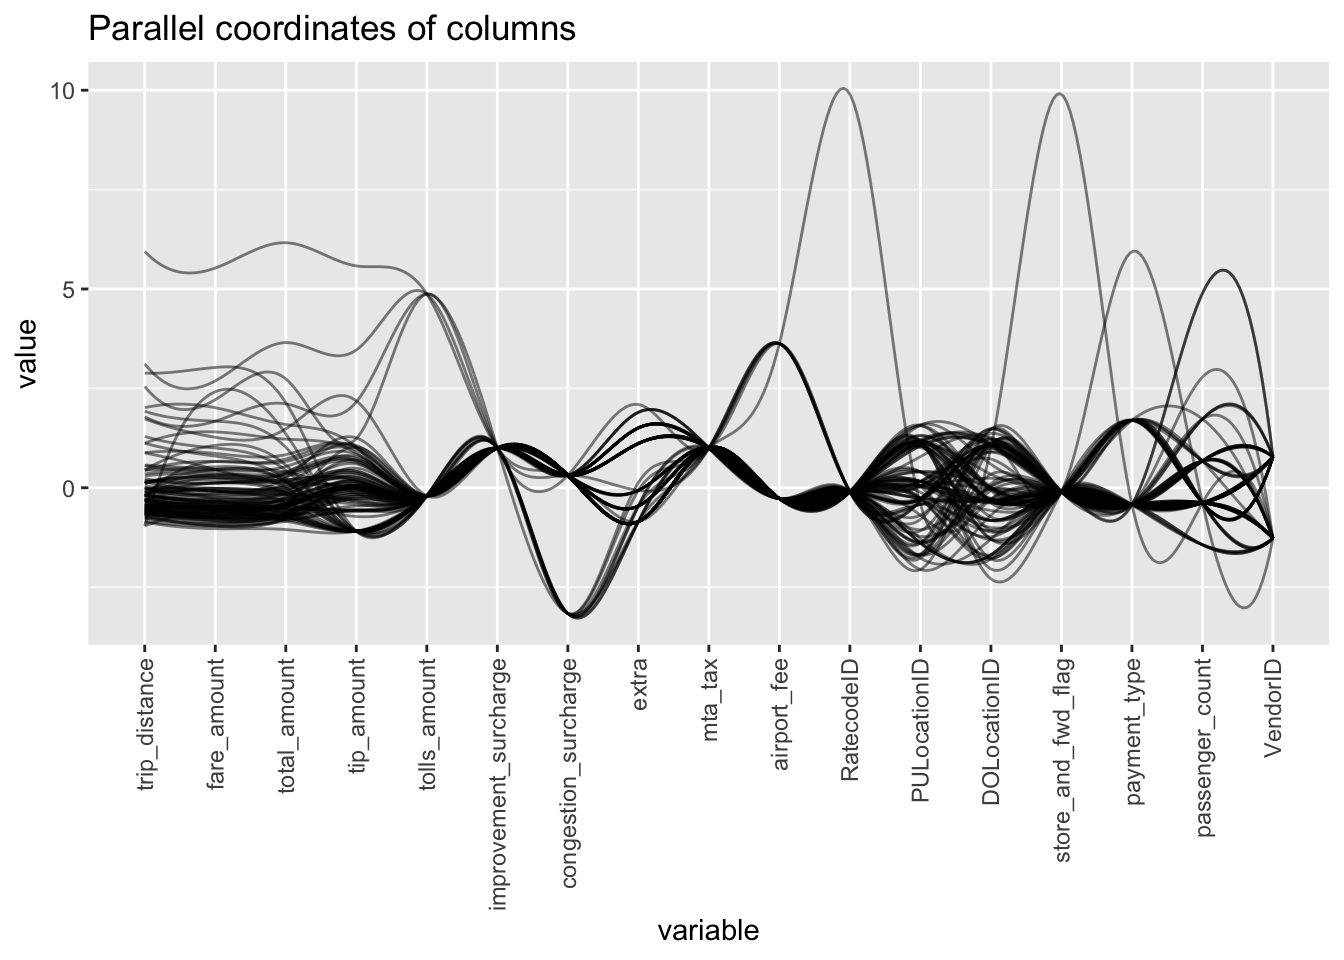 Parallel coordinates of columns
10
5
0
value
trip_distance
fare_amount
total_amount
tip_amount
tolls_amount
improvement_surcharge
congestion_surcharge
extra
mta_tax
airport_fee
RatecodeID
PULocationID
DOLocationID
store_and_fwd_flag
payment_type
passenger_count
VendorID
variable